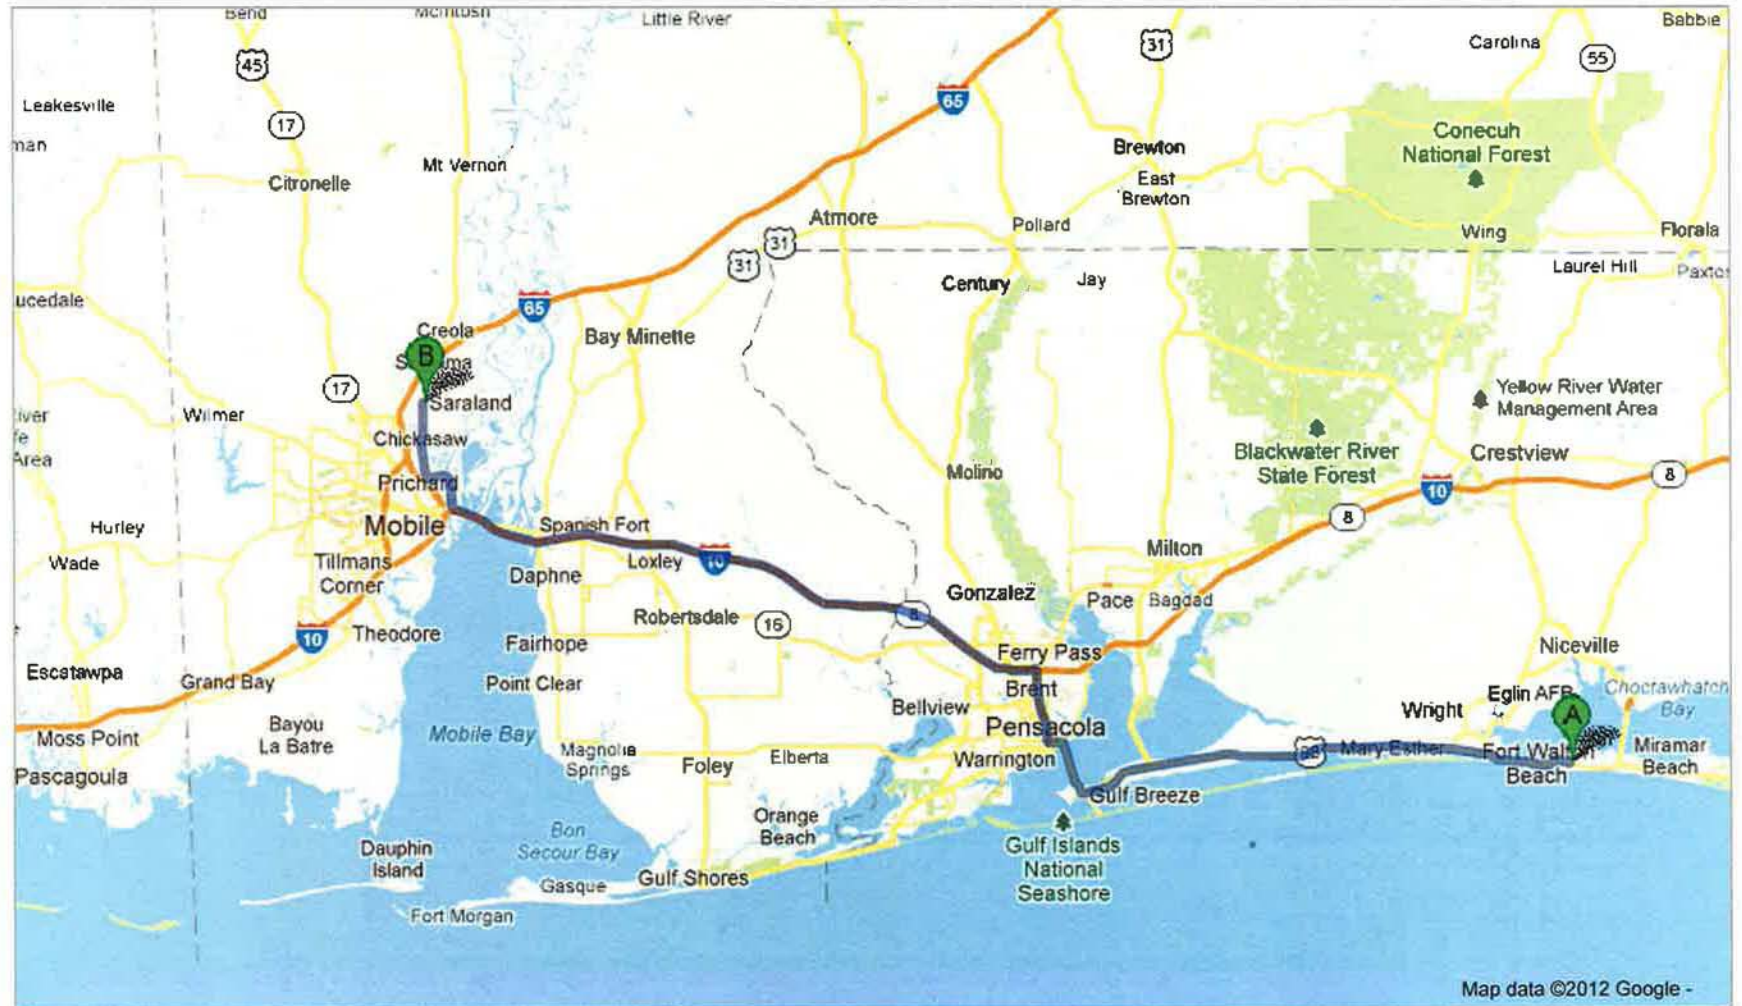 Bend
McIntosh
Little River
Babbie
31
Carolina
55
45
65
Leakesville
17
Conecuh
National Forest
man
Mt Vernon
Brewton
Citronelle
East
Brewton
Atmore
Pollard
Wing
Florala
31
31
Laurel Hill
Century
Jay
ucedale
65
Creola
Bay Minette
B
17
Saraland
Yellow River Water
Management Area
Wilmer
iver
fe
Area
Chickasaw
Blackwater River
State Forest
Crestview
Prichard
Molino
10
8
8
Mobile
Hurley
Spanish Fort
Wade
Tillmans
Corner
Loxley
10
Milton
Daphne
Gonzalez
Pace
Bagdad
Robertsdale
16
8
10
Theodore
Fairhope
Niceville
Ferry Pass
Escatawpa
Grand Bay
Point Clear
Brent
Eglin AFB
Choctawhatch
Bay
Bellview
Wright
A
Moss Point
Bayou
La Batre
Mobile Bay
Pensacola
Magnolia
Springs
Elberta
Warrington
98
Mary Esther
Fort Walton
Beach
Miramar
Beach
Pascagoula
Foley
Gulf Breeze
Orange
Beach
Bon
Secour Bay
Dauphin
Island
Gulf Islands
National
Seashore
Gasque
Gulf Shores
Fort Morgan
Map data ©2012 Google -